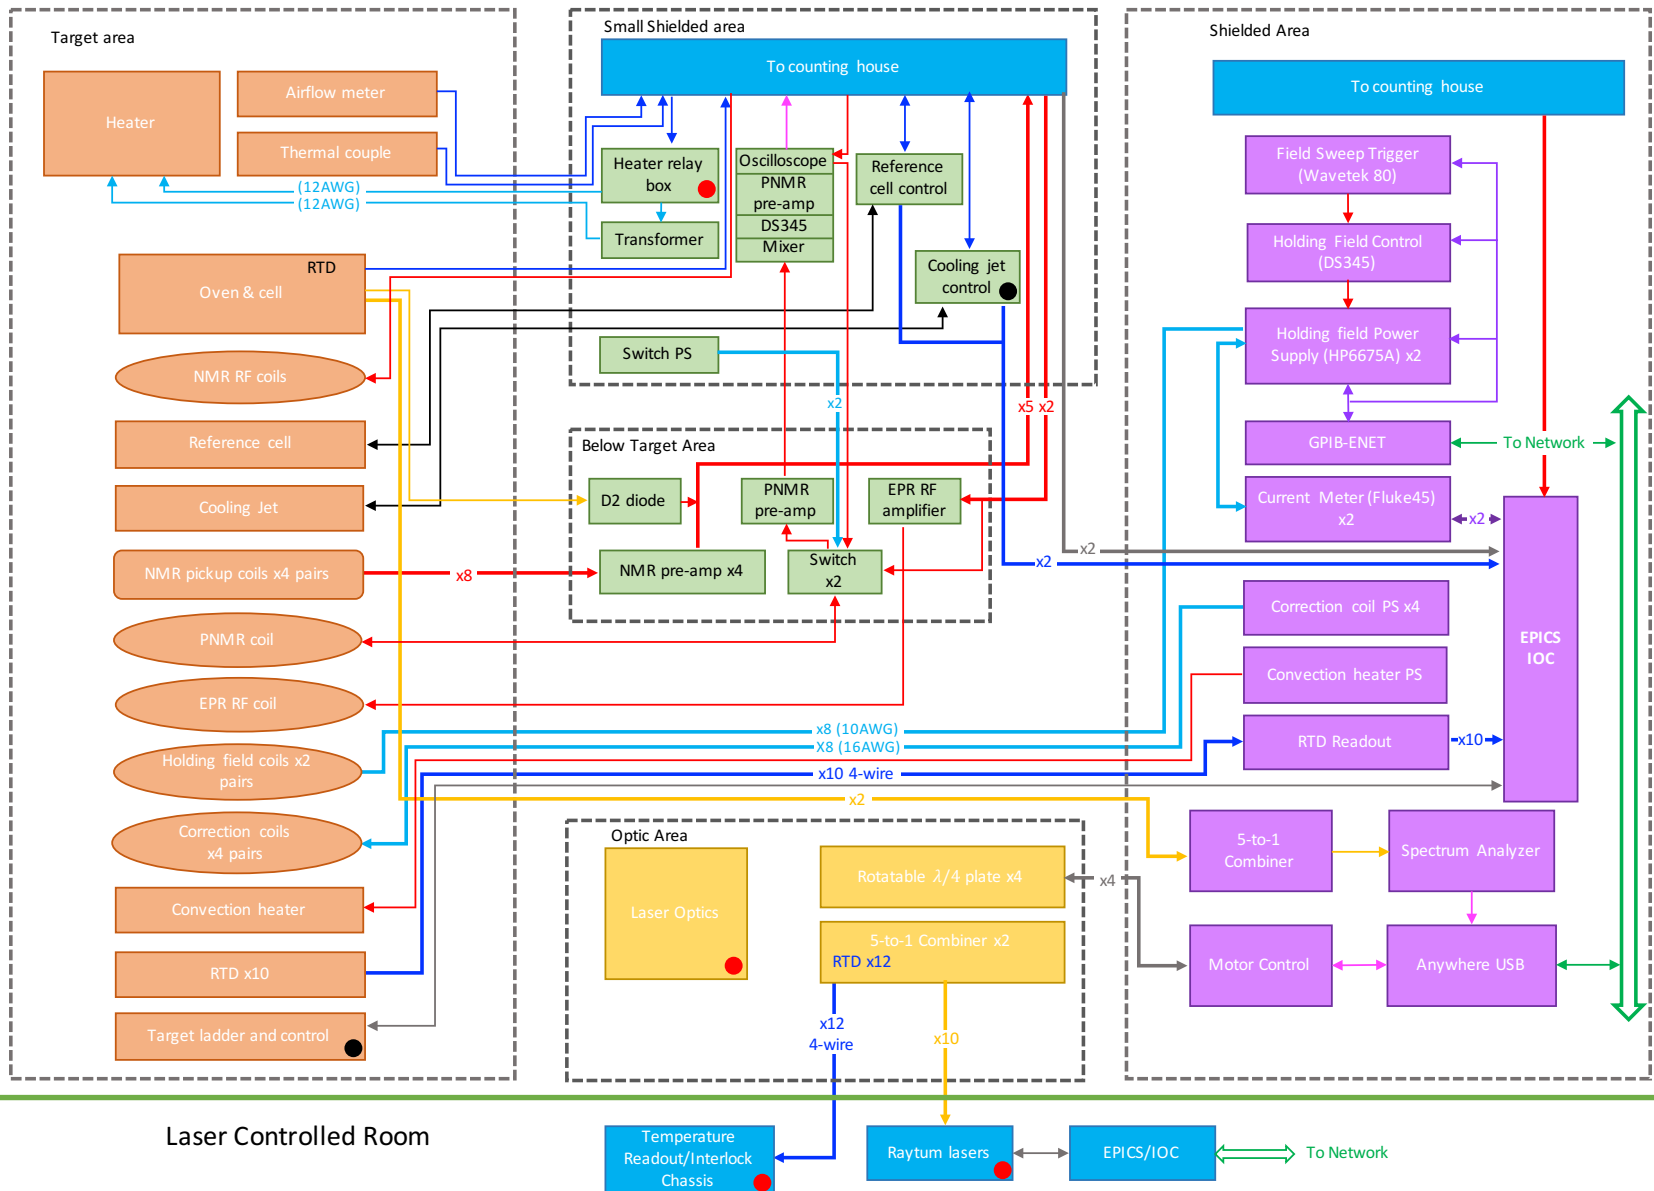 Target area
Heater
Airflow meter
Thermal couple
(12AWG)
(12AWG)
RTD
Oven & cell
NMR RF coils
Reference cell
Cooling Jet
NMR pickup coils x4 pairs
x8
PNMR coil
EPR RF coil
Holding field coils x2
pairs
Correction coils
x4 pairs
Convection heater
RTD x10
Target ladder and control
Small Shielded area
To counting house
Heater relay
box
Transformer
Oscilloscope
PNMR
pre-amp
DS345
Mixer
Reference
cell control
Cooling jet
control
Switch PS
x2
x5 x2
Below Target Area
D2 diode
PNMR
pre-amp
EPR RF
amplifier
NMR pre-amp x4
Switch
x2
x2
x2
x8 (10AWG)
X8 (16AWG)
x10 4-wire
x2
Optic Area
Laser Optics
Rotatable λ/4 plate x4
5-to-1 Combiner x2
RTD x12
x12
4-wire
x10
x4
Shielded Area
To counting house
Field Sweep Trigger
(Wavetek 80)
Holding Field Control
(DS345)
Holding field Power
Supply (HP6675A) x2
GPIB-ENET
To Network
Current Meter (Fluke45)
x2
x2
Correction coil PS x4
EPICS
IOC
Convection heater PS
RTD Readout
x10
5-to-1
Combiner
Spectrum Analyzer
Motor Control
Anywhere USB
Laser Controlled Room
Temperature
Readout/Interlock
Chassis
Raytum lasers
EPICS/IOC
To Network